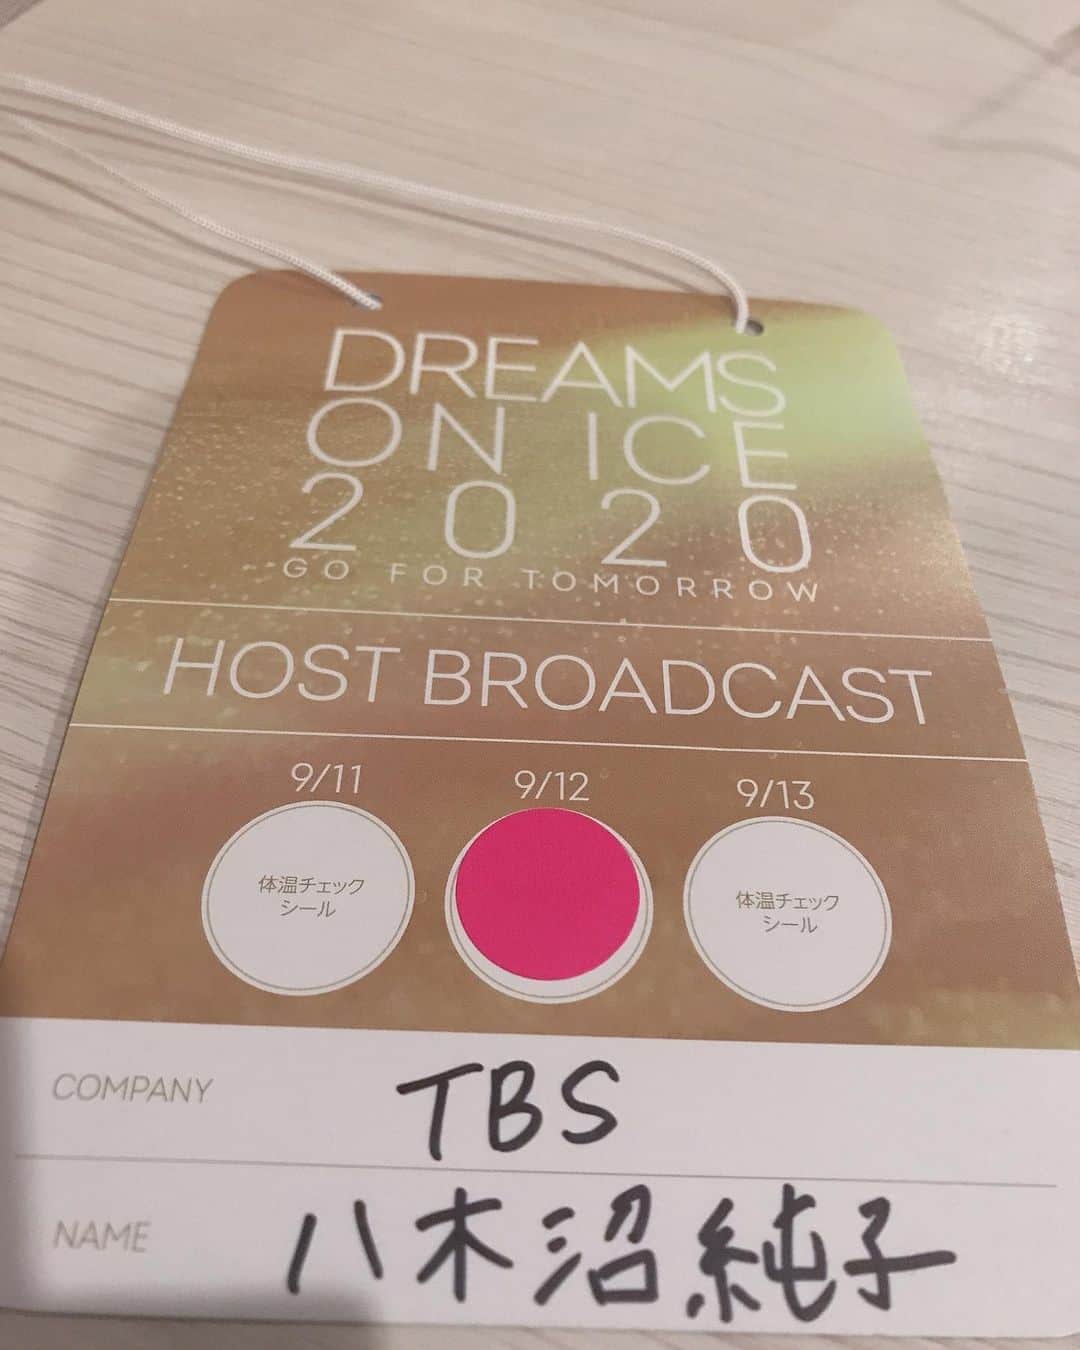 DREAMS
ON ICE
2020
GO FOR TOMORROW
HOST BROADCAST
9/11 9/12 9/13
体温チェック
シール
体温チェック
シール
COMPANY TBS
NAME 八木沼純子